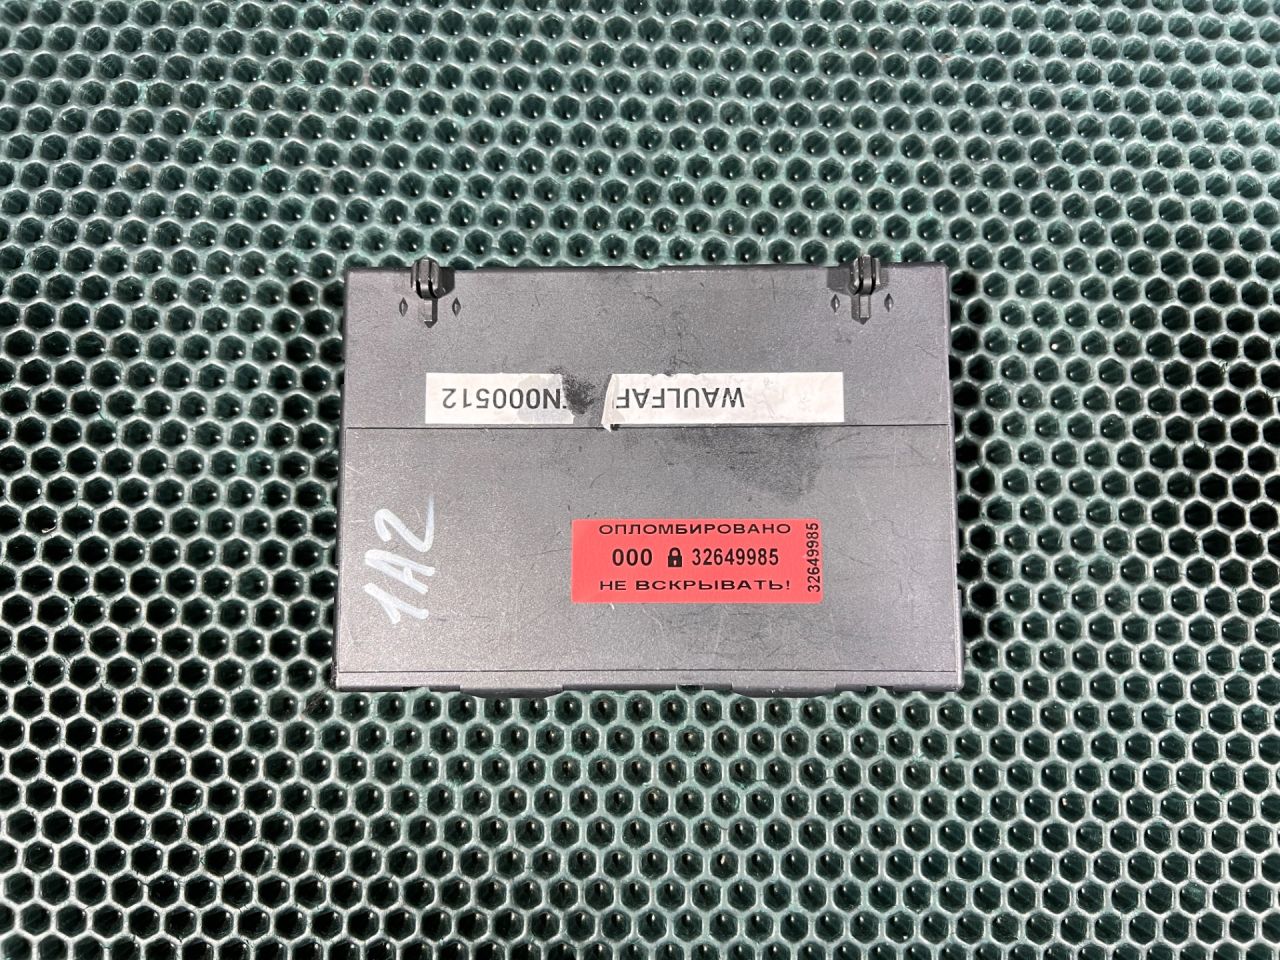 WAULFAF N000512
1A2
ОПЛОМБИРОВАНО
000 32649985
НЕ ВСКРЫВАТЬ!
32649985